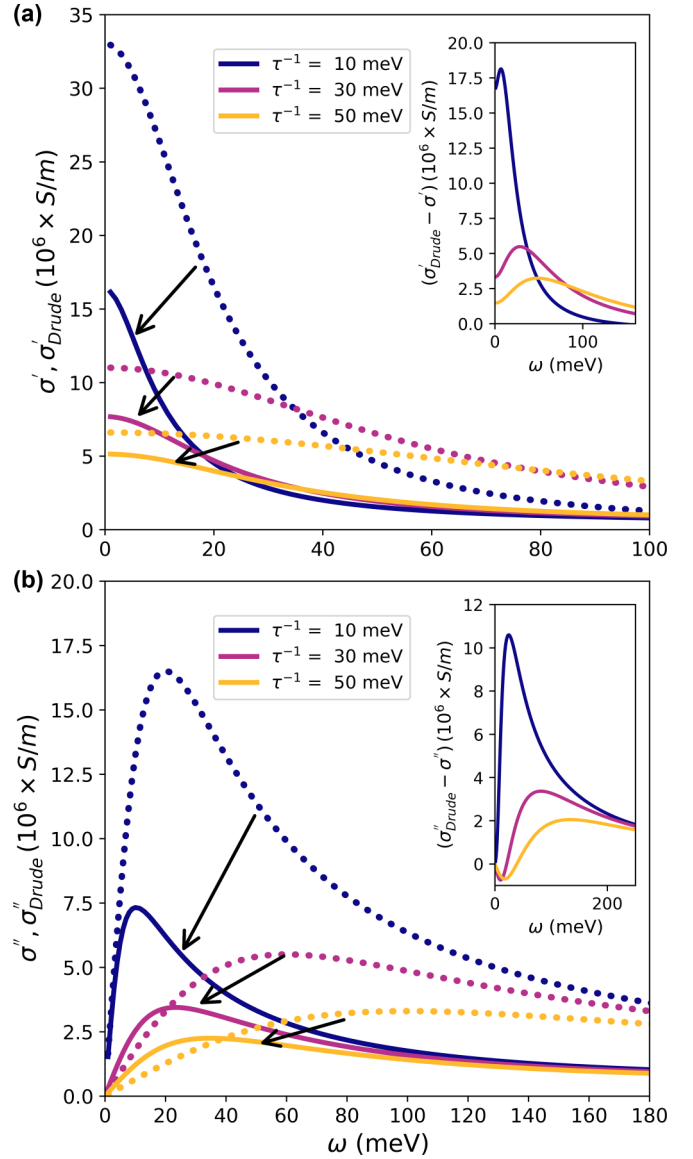 (a)
σ′, σ′Drude (10⁶ × S/m)
35
30
25
20
15
10
5
0
0 20 40 60 80 100
τ⁻¹ = 10 meV
τ⁻¹ = 30 meV
τ⁻¹ = 50 meV
(σ′Drude − σ′) (10⁶ × S/m)
20.0
17.5
15.0
12.5
10.0
7.5
5.0
2.5
0.0
0 100
ω (meV)
(b)
σ″, σ″Drude (10⁶ × S/m)
20.0
17.5
15.0
12.5
10.0
7.5
5.0
2.5
0.0
0 20 40 60 80 100 120 140 160 180
ω (meV)
τ⁻¹ = 10 meV
τ⁻¹ = 30 meV
τ⁻¹ = 50 meV
(σ″Drude − σ″) (10⁶ × S/m)
12
10
8
6
4
2
0
0 200
ω (meV)